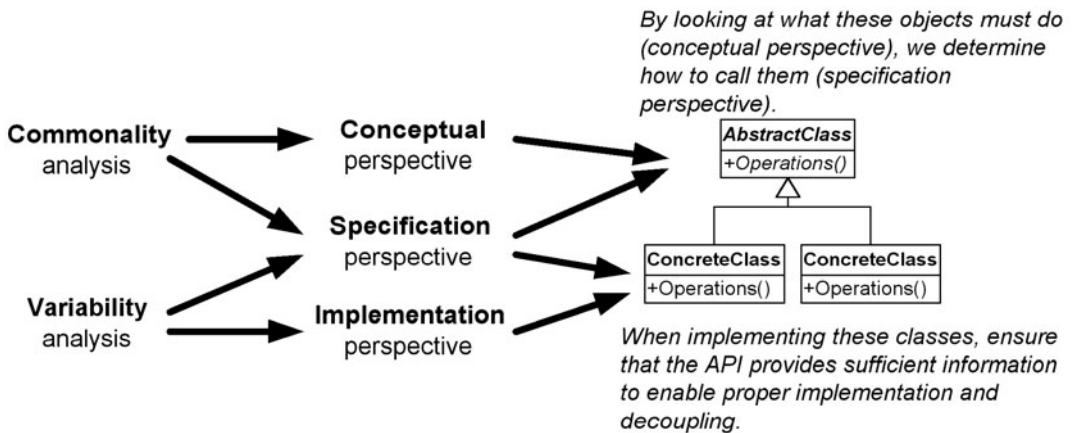 By looking at what these objects must do
(conceptual perspective), we determine
how to call them (specification
perspective).
Commonality
analysis
Conceptual
perspective
AbstractClass
+Operations()
Specification
perspective
ConcreteClass
+Operations()
ConcreteClass
+Operations()
Variability
analysis
Implementation
perspective
When implementing these classes, ensure
that the API provides sufficient information
to enable proper implementation and
decoupling.